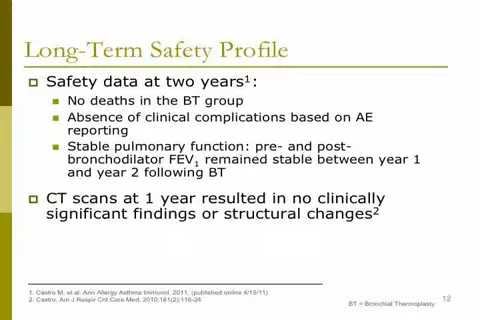 Long-Term Safety Profile
Safety data at two years1:
No deaths in the BT group
Absence of clinical complications based on AE
reporting
Stable pulmonary function: pre- and post-
bronchodilator FEV1 remained stable between year 1
and year 2 following BT
CT scans at 1 year resulted in no clinically
significant findings or structural changes2
1. Castro M. et al. Ann Allergy Asthma Immunol. 2011, (published online 4/15/11)
2. Castro, Am J Respir Crit Care Med. 2010:181(2):116-24
BT = Bronchial Thermoplasty
12